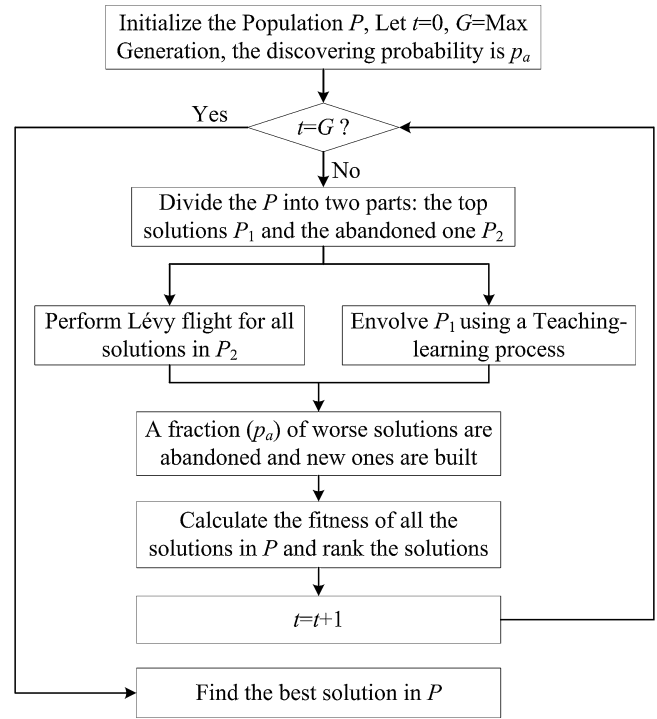 Initialize the Population P, Let t=0, G=Max
Generation, the discovering probability is pₐ
Yes
t=G ?
No
Divide the P into two parts: the top
solutions P₁ and the abandoned one P₂
Perform Lévy flight for all
solutions in P₂
Envolve P₁ using a Teaching-
learning process
A fraction (pₐ) of worse solutions are
abandoned and new ones are built
Calculate the fitness of all the
solutions in P and rank the solutions
t=t+1
Find the best solution in P